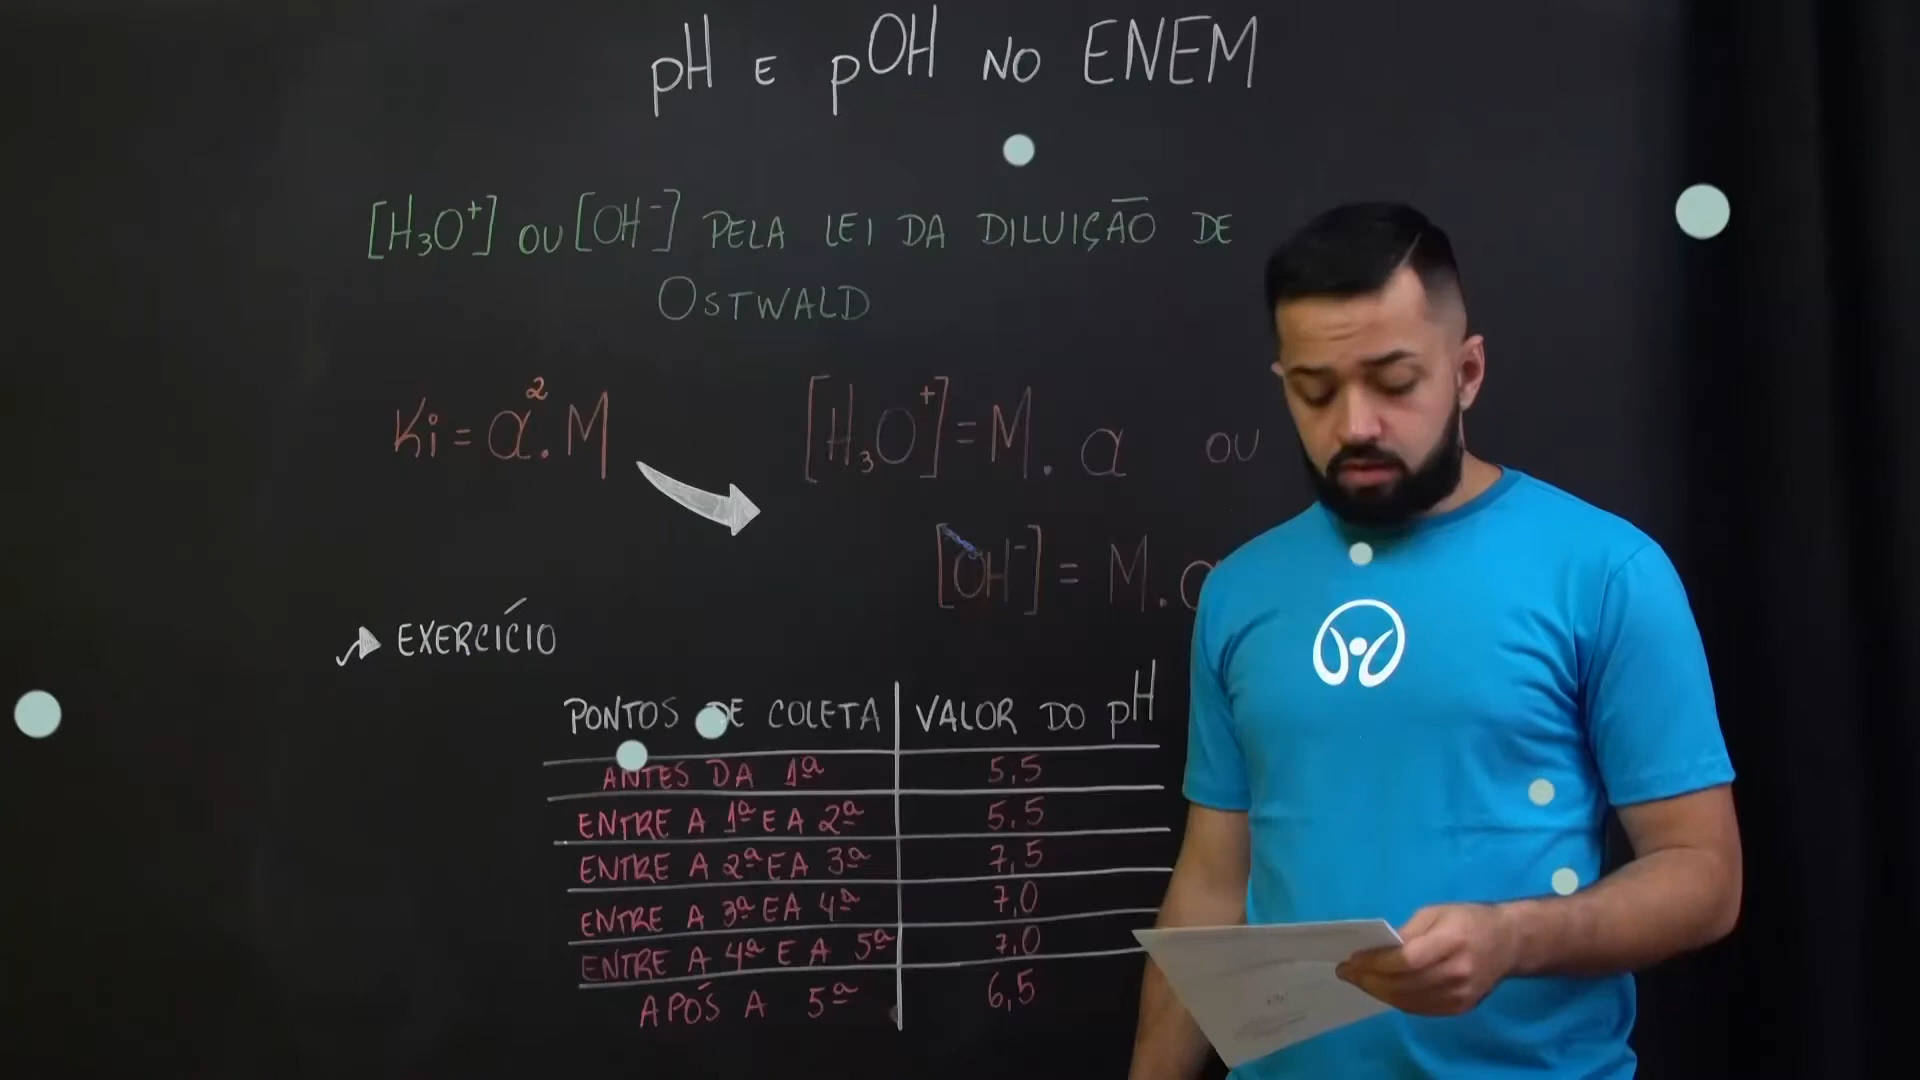 pH E pOH NO ENEM
[H₃O⁺] OU [OH⁻] PELA LEI DA DILUIÇÃO DE
OSTWALD
Ki = α². M
[H₃O⁺] = M. α OU
[OH⁻] = M. α
EXERCÍCIO
PONTOS DE COLETA VALOR DO pH
ANTES DA 1ª 5,5
ENTRE A 1ª E A 2ª 5,5
ENTRE A 2ª E A 3ª 7,5
ENTRE A 3ª E A 4ª 7,0
ENTRE A 4ª E A 5ª 7,0
APÓS A 5ª 6,5